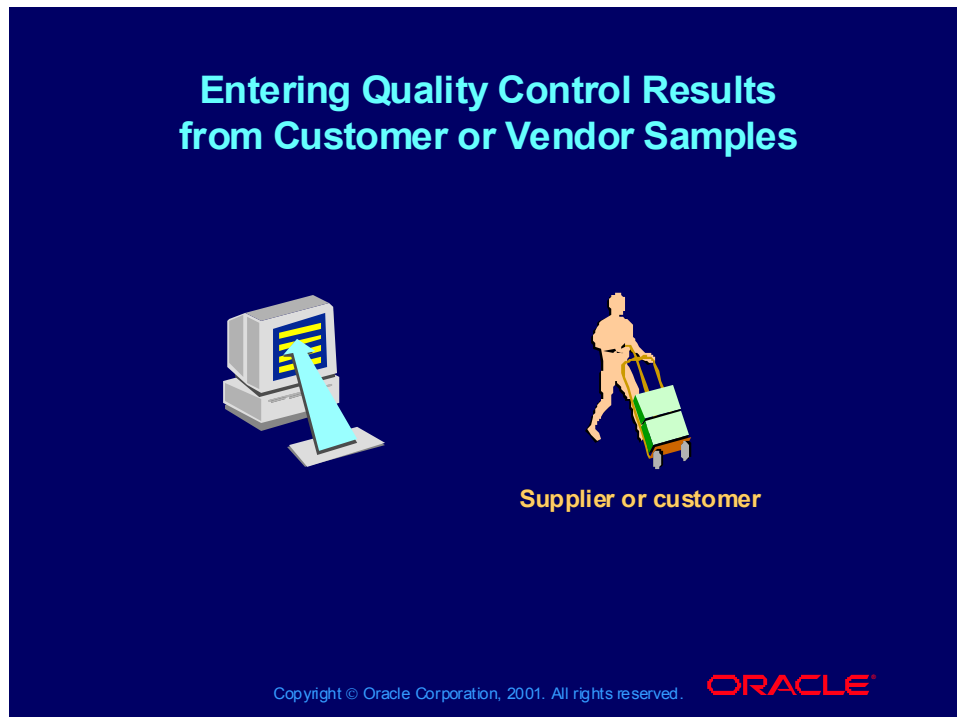 Entering Quality Control Results
from Customer or Vendor Samples
Supplier or customer
Copyright © Oracle Corporation, 2001. All rights reserved.
ORACLE®